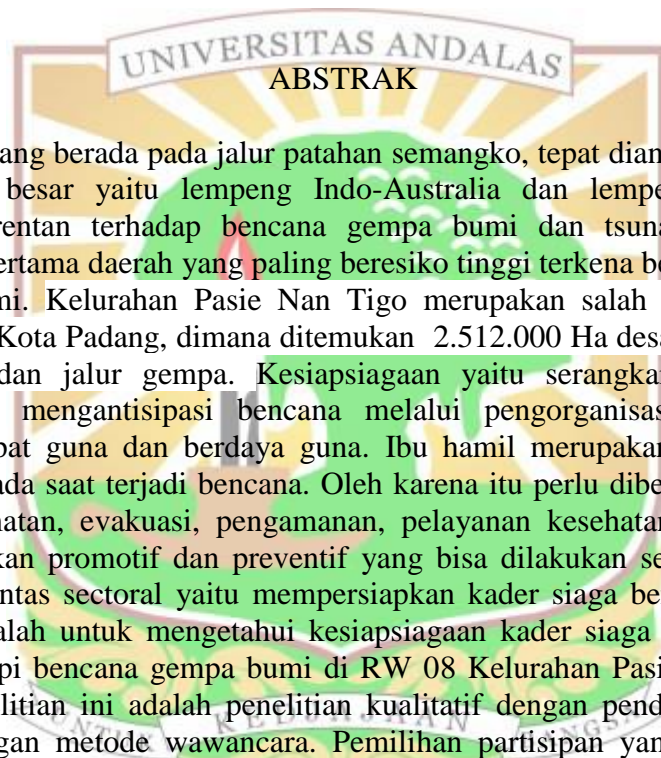 UNIVERSITAS ANDALAS
ABSTRAK
ang berada pada jalur patahan semangko, tepat dian
besar yaitu lempeng Indo-Australia dan lempe
rentan terhadap bencana gempa bumi dan tsuna
ertama daerah yang paling beresiko tinggi terkena be
mi. Kelurahan Pasie Nan Tigo merupakan salah
Kota Padang, dimana ditemukan 2.512.000 Ha desa
dan jalur gempa. Kesiapsiagaan yaitu serangka
mengantisipasi bencana melalui pengorganisas
pat guna dan berdaya guna. Ibu hamil merupakan
ada saat terjadi bencana. Oleh karena itu perlu dibe
natan, evakuasi, pengamanan, pelayanan kesehatan
kan promotif dan preventif yang bisa dilakukan se
ntas sectoral yaitu mempersiapkan kader siaga be
alah untuk mengetahui kesiapsiagaan kader siaga
pi bencana gempa bumi di RW 08 Kelurahan Pasi
litian ini adalah penelitian kualitatif dengan pend
UNTUK KEDJAJAAN BANGSA
gan metode wawancara. Pemilihan partisipan yan